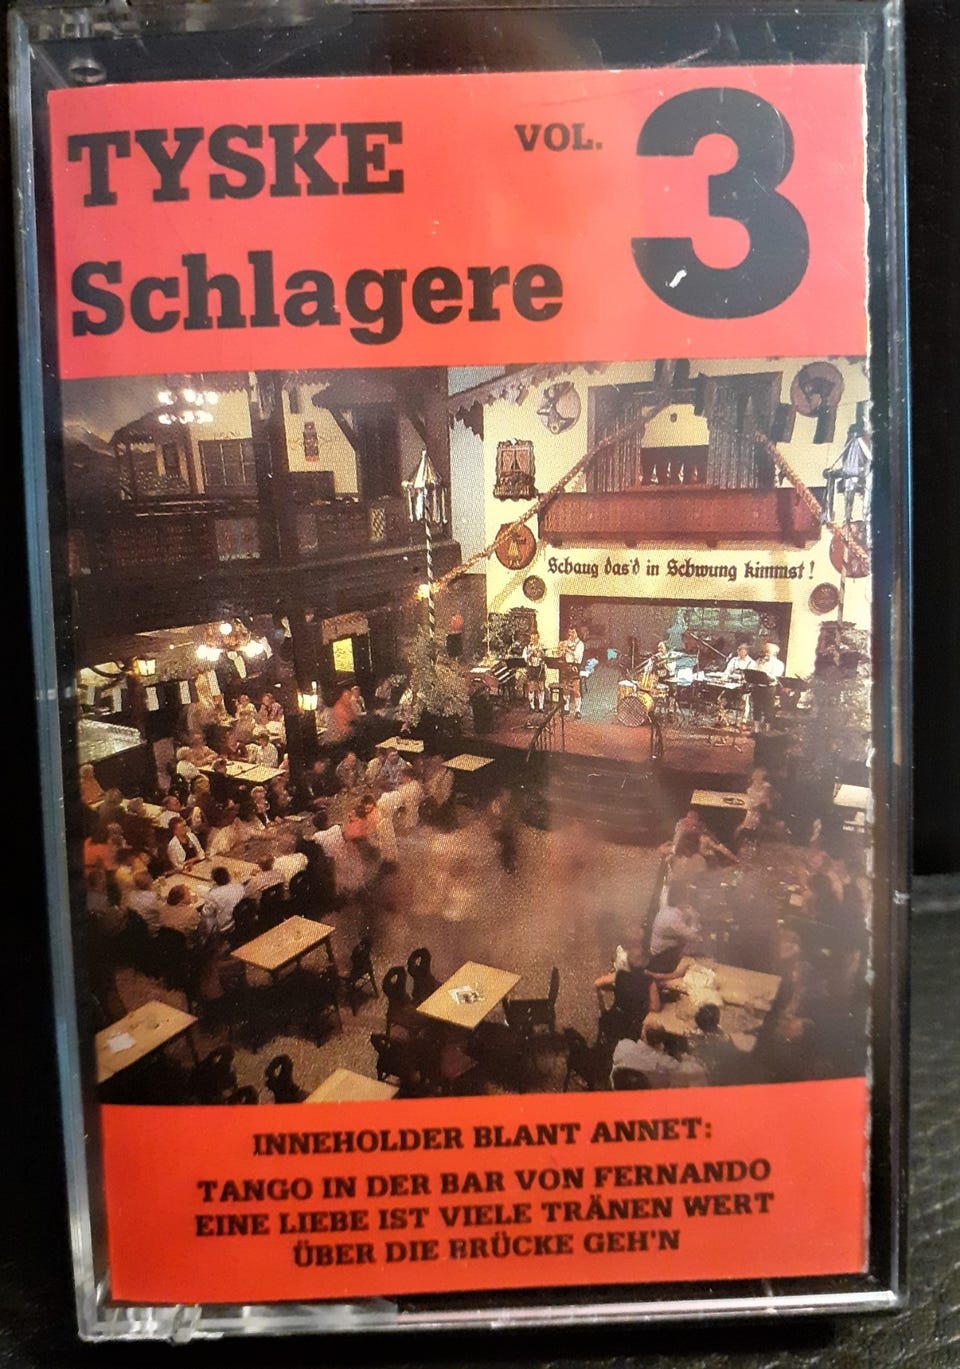 TYSKE
VOL. 3
Schlagere
Schaug das'd in Schwung kimmst!
INNEHOLDER BLANT ANNET:
TANGO IN DER BAR VON FERNANDO
EINE LIEBE IST VIELE TRÄNEN WERT
ÜBER DIE BRÜCKE GEH'N